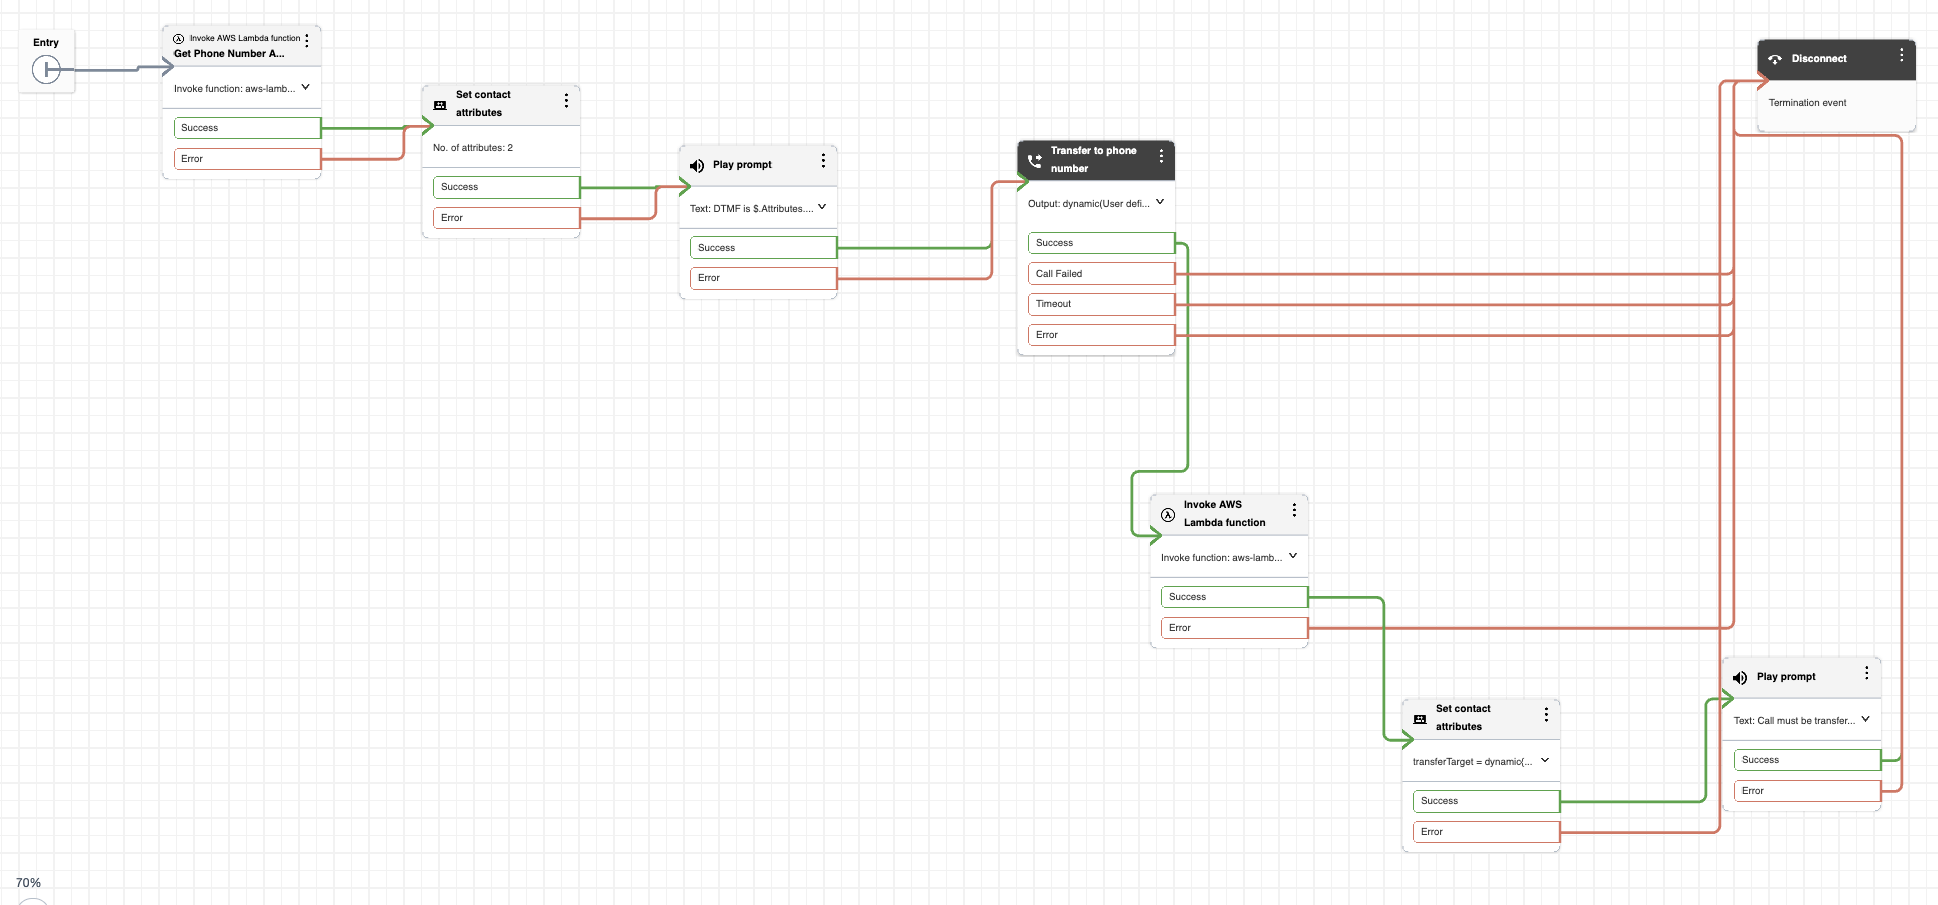 Entry
Invoke AWS Lambda function
Get Phone Number A...
Invoke function: aws-lamb...
Success
Error
Set contact
attributes
No. of attributes: 2
Success
Error
Play prompt
Text: DTMF is $.Attributes....
Success
Error
Transfer to phone
number
Output: dynamic(User defi...
Success
Call Failed
Timeout
Error
Disconnect
Termination event
Invoke AWS
Lambda function
Invoke function: aws-lamb...
Success
Error
Set contact
attributes
transferTarget = dynamic(...
Success
Error
Play prompt
Text: Call must be transfer...
Success
Error
70%